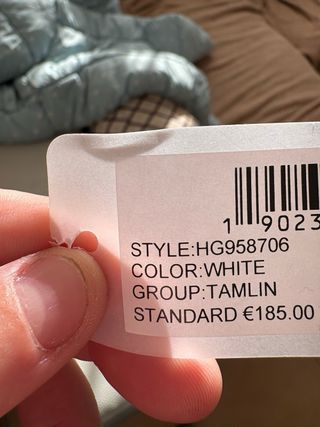 1 9023
STYLE:HG958706
COLOR:WHITE
GROUP:TAMLIN
STANDARD €185.00